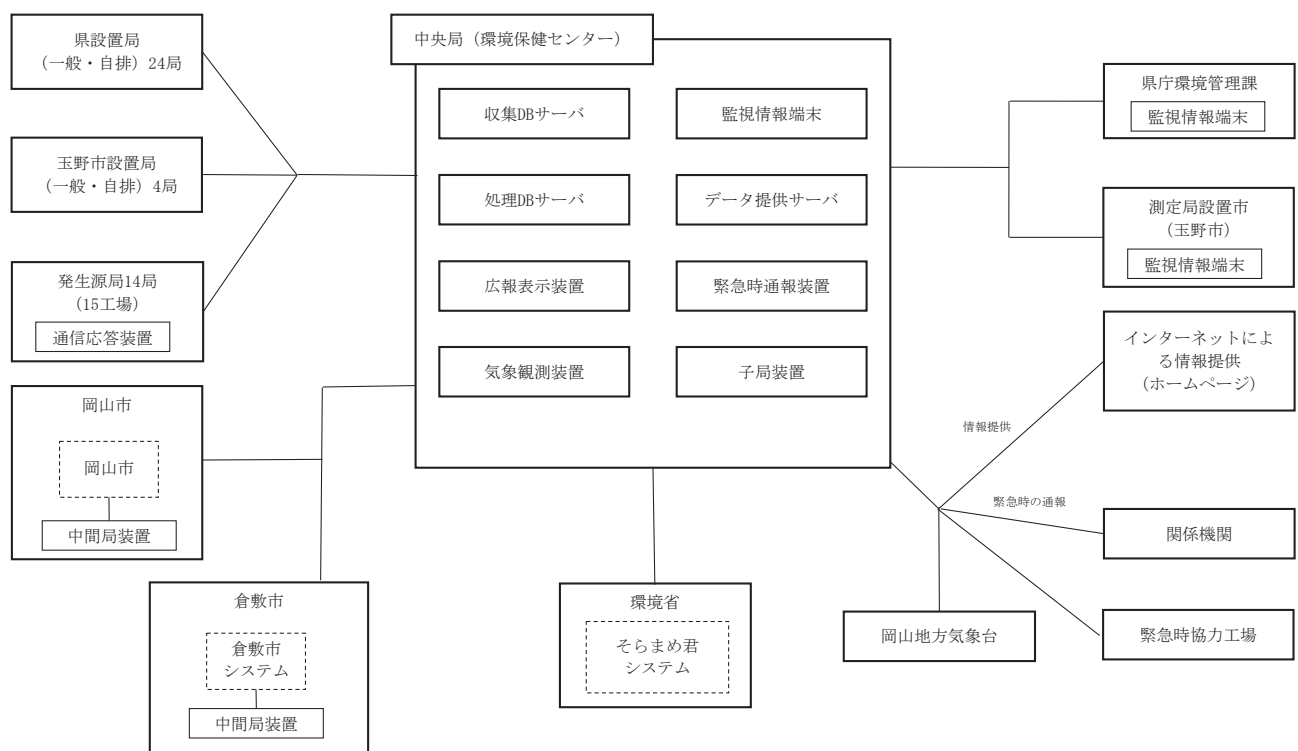 県設置局
（一般・自排）24局
玉野市設置局
（一般・自排）4局
発生源局14局
（15工場）
通信応答装置
岡山市
岡山市
中間局装置
倉敷市
倉敷市
システム
中間局装置
中央局（環境保健センター）
収集DBサーバ
監視情報端末
処理DBサーバ
データ提供サーバ
広報表示装置
緊急時通報装置
気象観測装置
子局装置
環境省
そらまめ君
システム
県庁環境管理課
監視情報端末
測定局設置市
（玉野市）
監視情報端末
インターネットによ
る情報提供
（ホームページ）
情報提供
緊急時の通報
関係機関
岡山地方気象台
緊急時協力工場